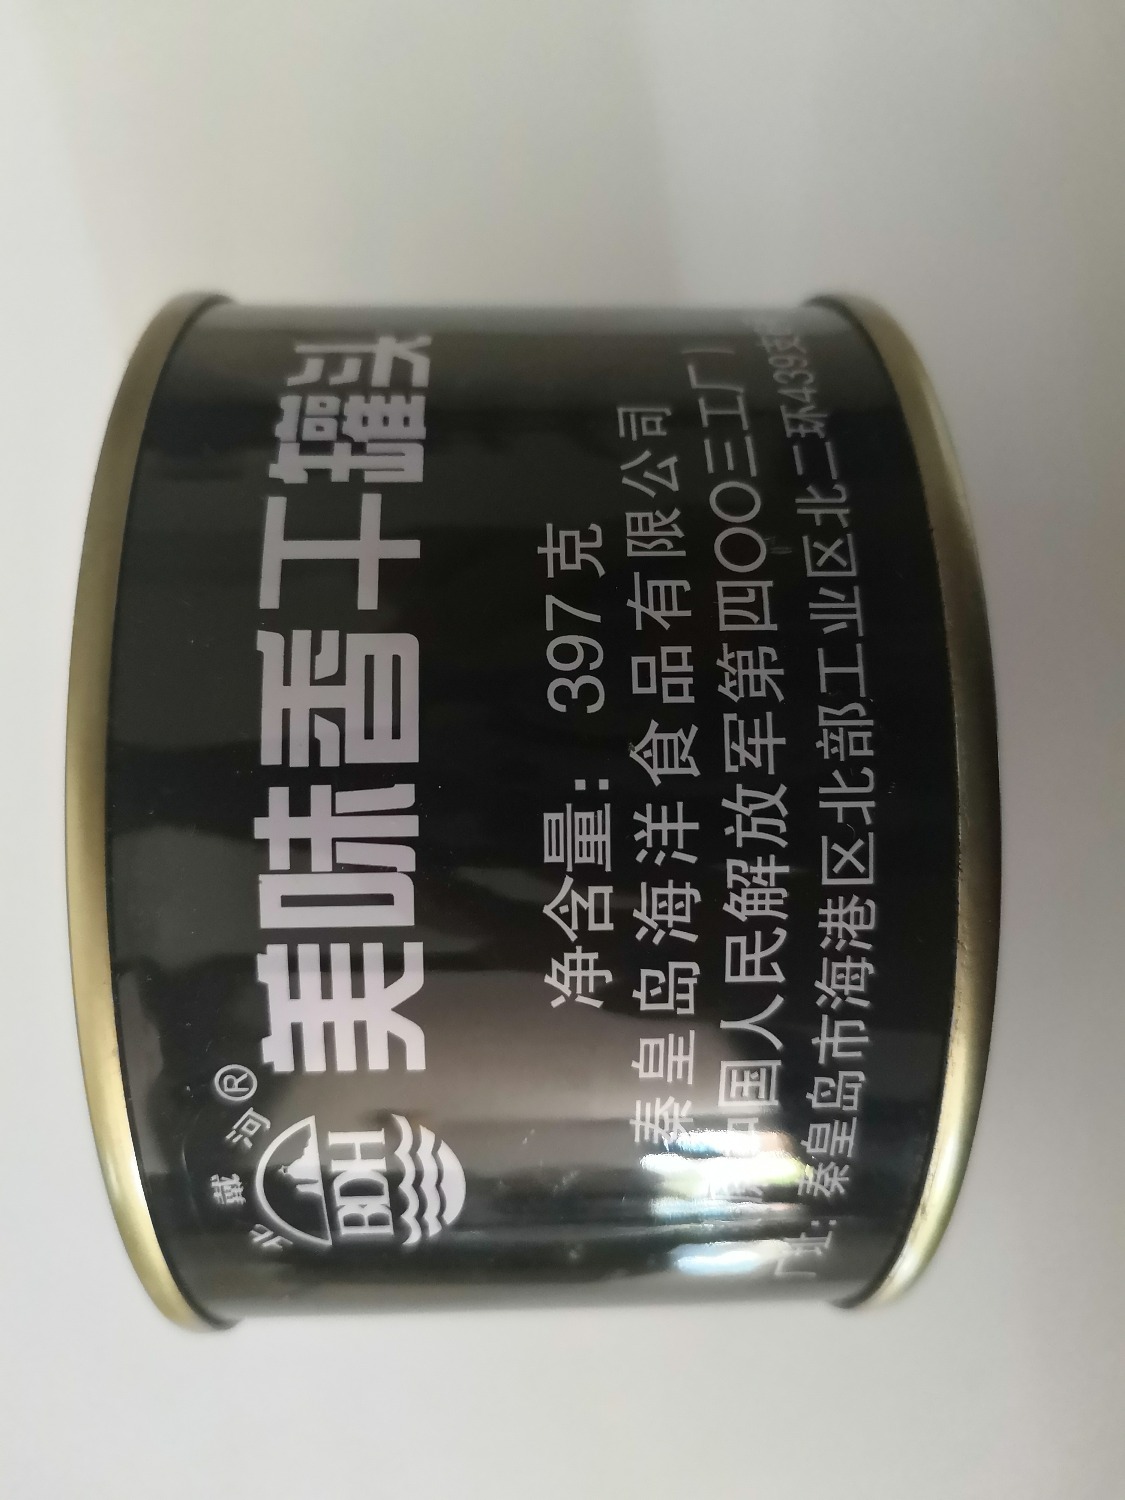 北戴河®
BDH
美味香干罐头
净含量: 397克
秦皇岛海洋食品有限公司
国人民解放军第四〇〇三工厂)
厂址: 秦皇岛市海港区北部工业区北二环439支